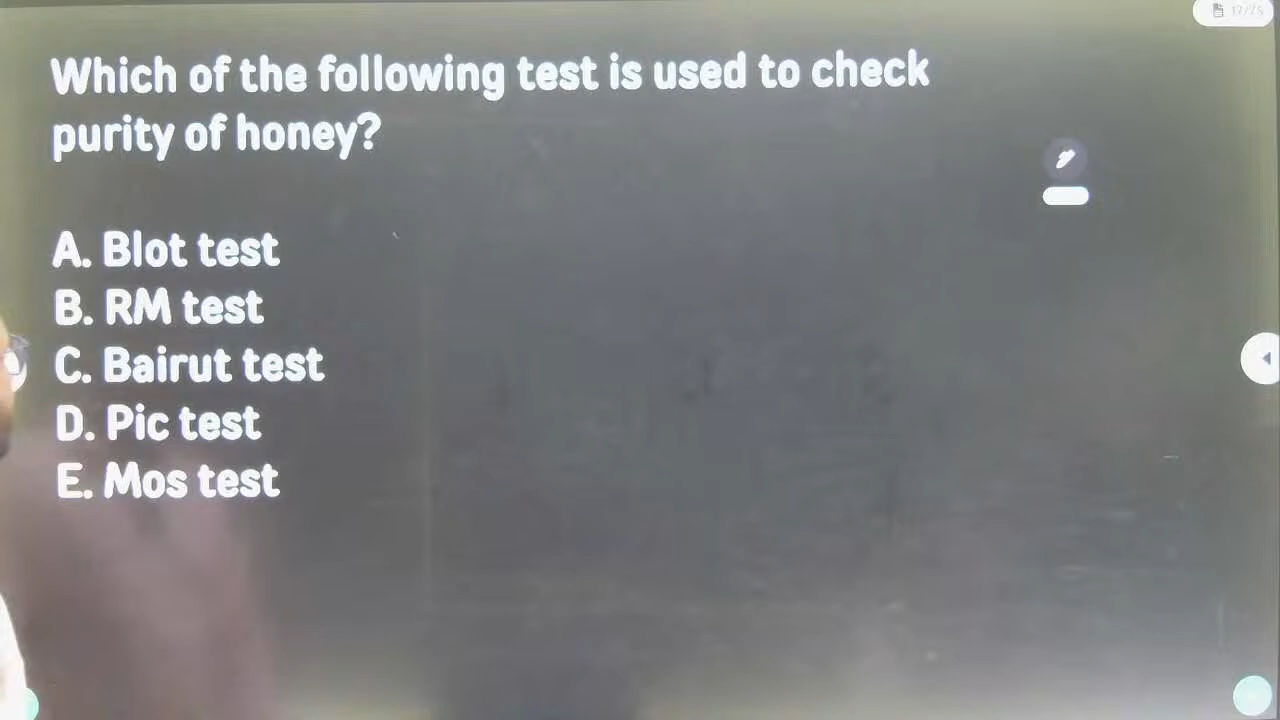 Which of the following test is used to check
purity of honey?
A. Blot test
B. RM test
C. Bairut test
D. Pic test
E. Mos test